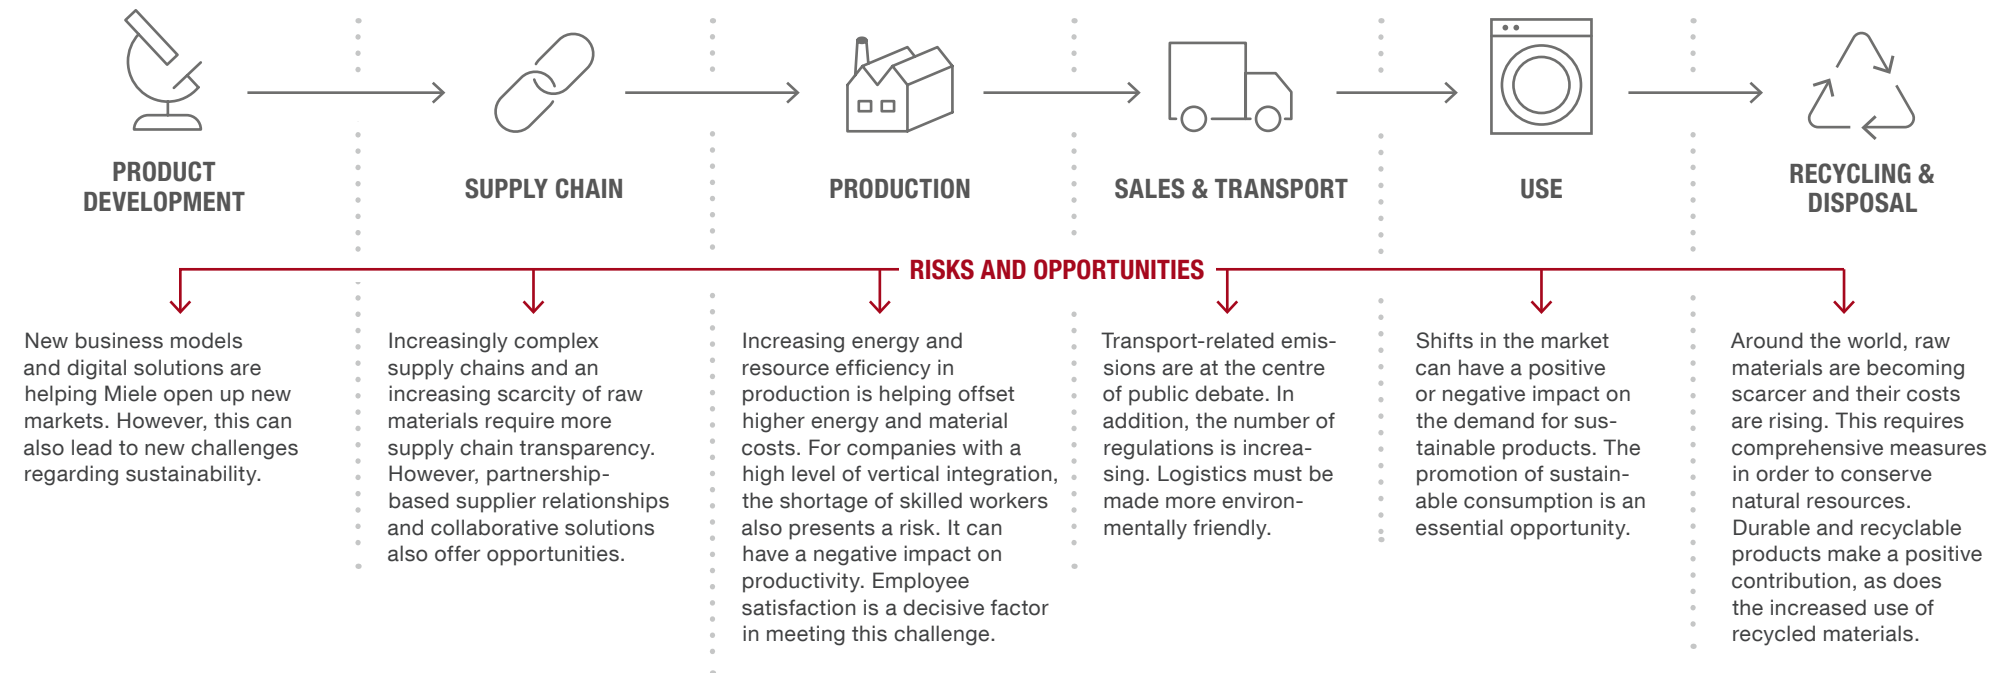 PRODUCT
DEVELOPMENT
SUPPLY CHAIN
PRODUCTION
SALES & TRANSPORT
USE
RECYCLING &
DISPOSAL
RISKS AND OPPORTUNITIES
New business models
and digital solutions are
helping Miele open up new
markets. However, this can
also lead to new challenges
regarding sustainability.
Increasingly complex
supply chains and an
increasing scarcity of raw
materials require more
supply chain transparency.
However, partnership-
based supplier relationships
and collaborative solutions
also offer opportunities.
Increasing energy and
resource efficiency in
production is helping offset
higher energy and material
costs. For companies with a
high level of vertical integration,
the shortage of skilled workers
also presents a risk. It can
have a negative impact on
productivity. Employee
satisfaction is a decisive factor
in meeting this challenge.
Transport-related emis-
sions are at the centre
of public debate. In
addition, the number of
regulations is increa-
sing. Logistics must be
made more environ-
mentally friendly.
Shifts in the market
can have a positive
or negative impact on
the demand for sus-
tainable products. The
promotion of sustain-
able consumption is an
essential opportunity.
Around the world, raw
materials are becoming
scarcer and their costs
are rising. This requires
comprehensive measures
in order to conserve
natural resources.
Durable and recyclable
products make a positive
contribution, as does
the increased use of
recycled materials.